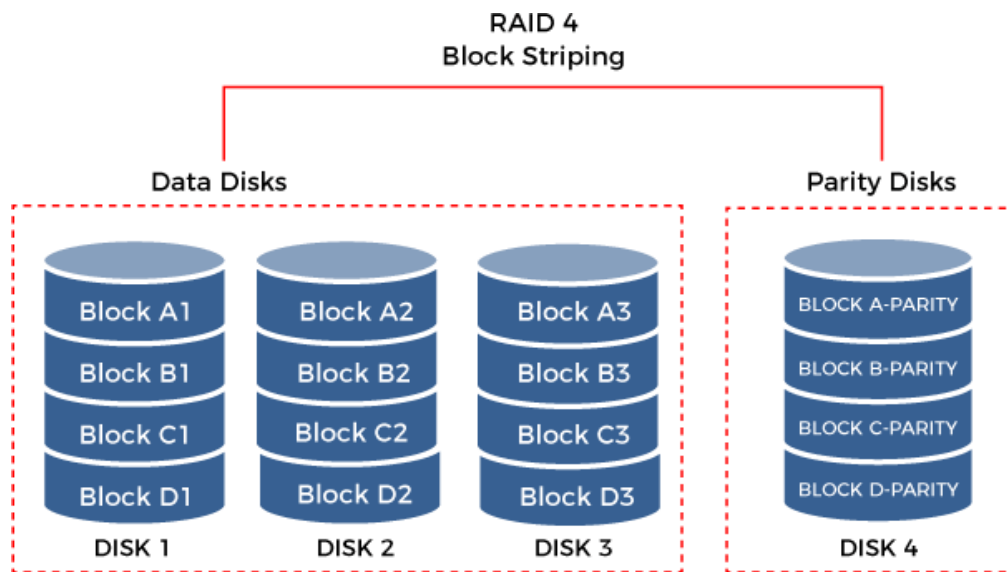 RAID 4
Block Striping
Data Disks
Parity Disks
Block A1
Block A2
Block A3
BLOCK A-PARITY
Block B1
Block B2
Block B3
BLOCK B-PARITY
Block C1
Block C2
Block C3
BLOCK C-PARITY
Block D1
Block D2
Block D3
BLOCK D-PARITY
DISK 1
DISK 2
DISK 3
DISK 4